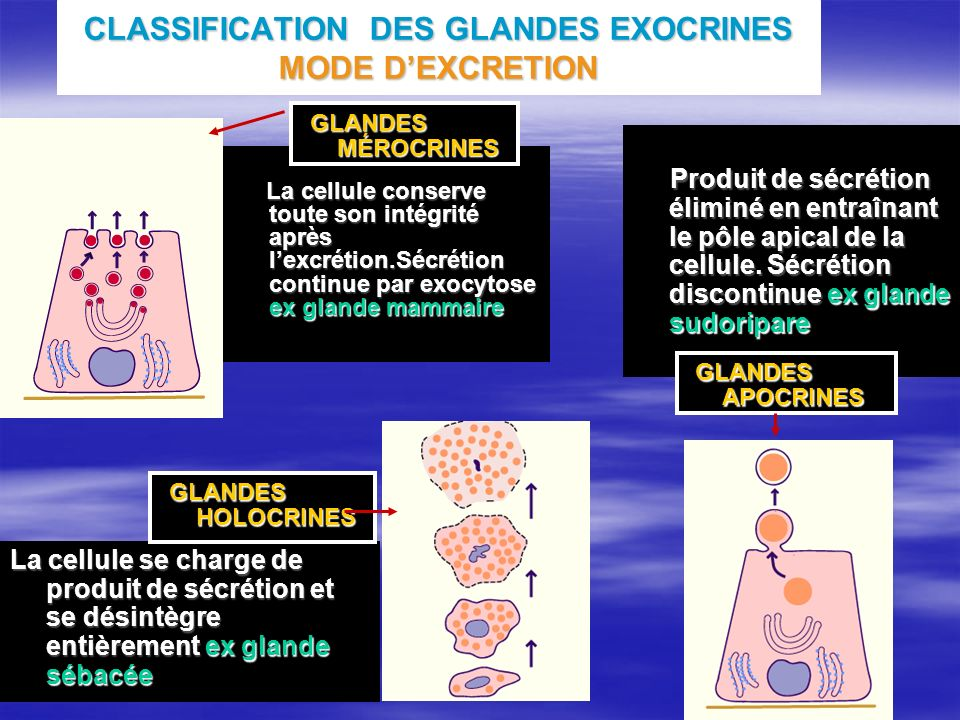 CLASSIFICATION DES GLANDES EXOCRINES
MODE D'EXCRETION
GLANDES
MÉROCRINES
La cellule conserve
toute son intégrité
après
l'excrétion.Sécrétion
continue par exocytose
ex glande mammaire
Produit de sécrétion
éliminé en entraînant
le pôle apical de la
cellule. Sécrétion
discontinue ex glande
sudoripare
GLANDES
APOCRINES
GLANDES
HOLOCRINES
La cellule se charge de
produit de sécrétion et
se désintègre
entièrement ex glande
sébacée